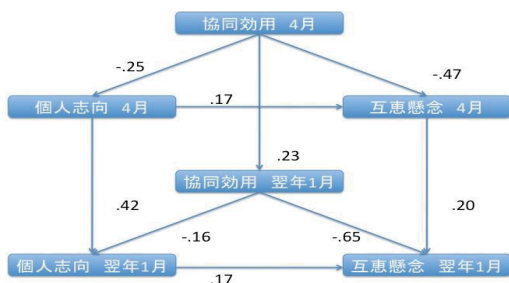 協同効用 4月
-.25
-.47
個人志向 4月
.17
互恵懸念 4月
.23
協同効用 翌年1月
.42
.20
-.16
-.65
個人志向 翌年1月
互恵懸念 翌年1月
.17